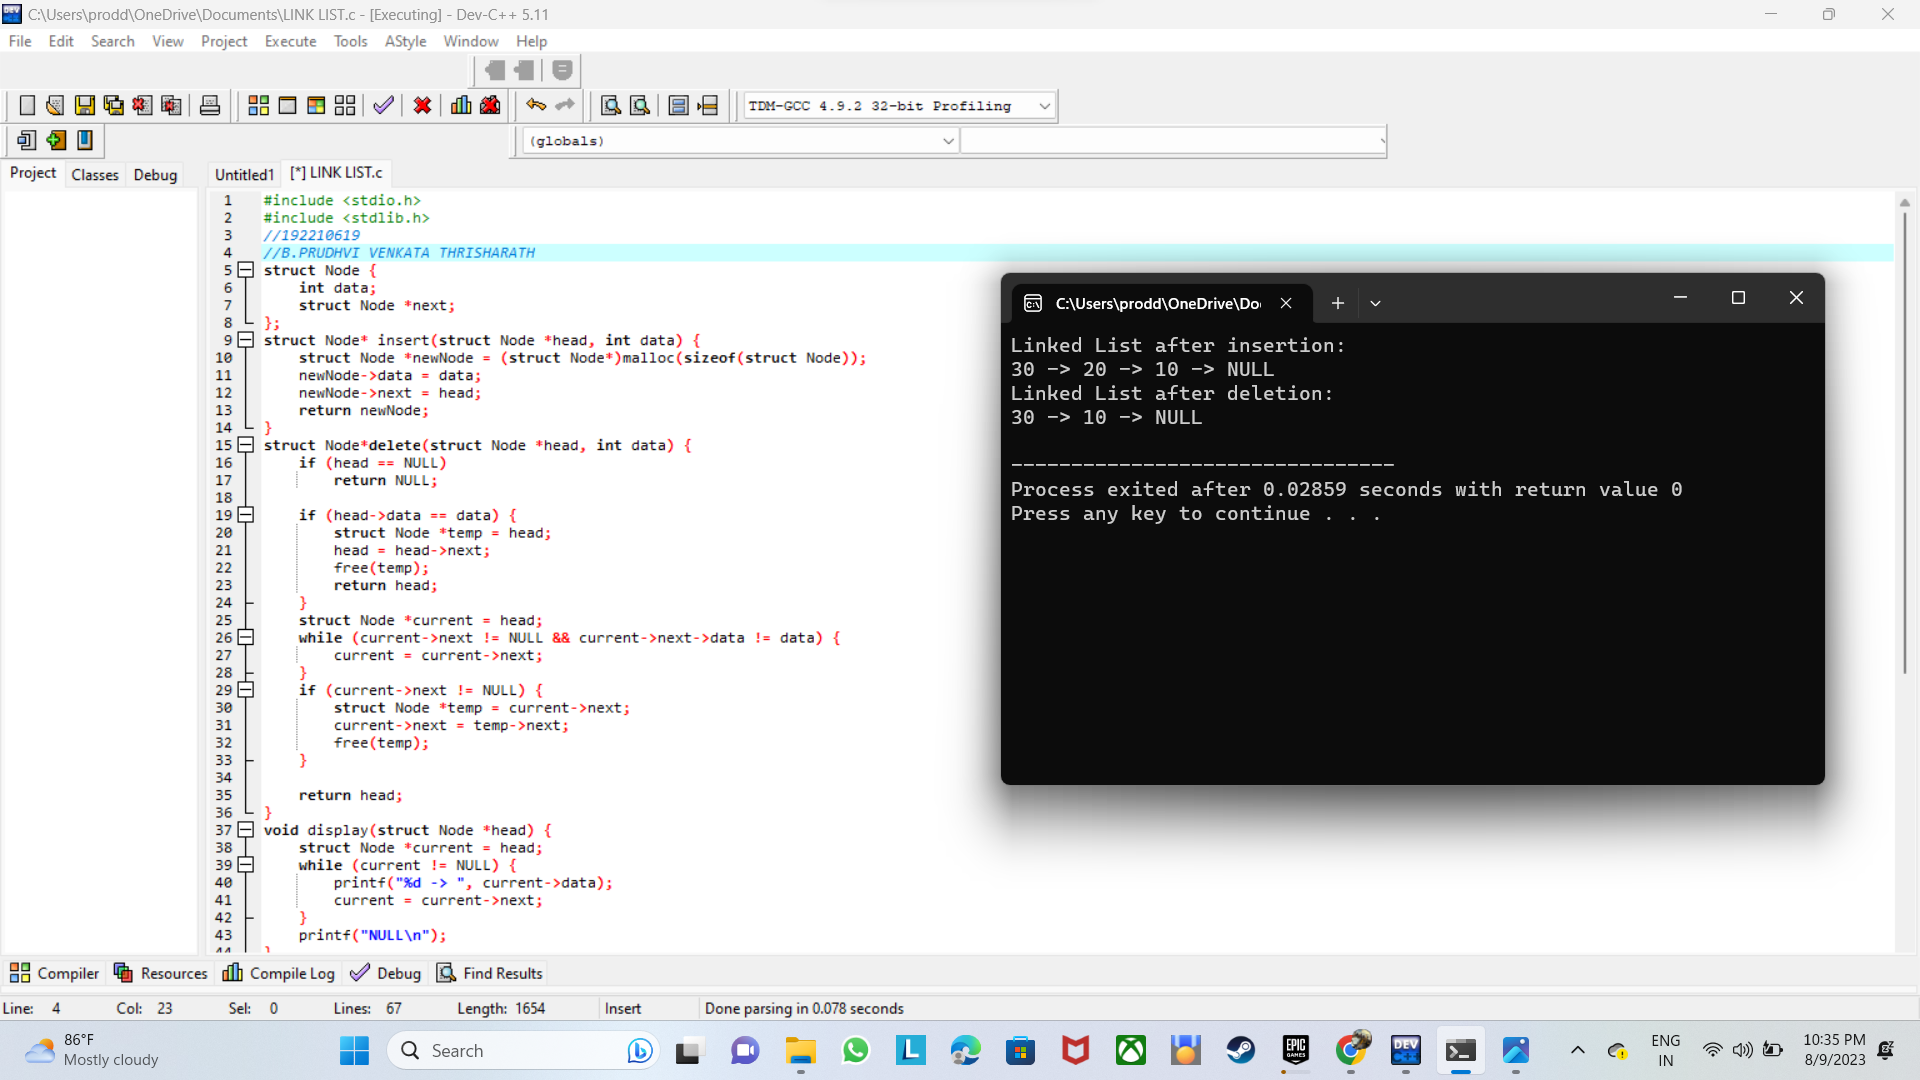 C:\Users\prodd\OneDrive\Documents\LINK LIST.c - [Executing] - Dev-C++ 5.11
File Edit Search View Project Execute Tools AStyle Window Help
TDM-GCC 4.9.2 32-bit Profiling
(globals)
Project Classes Debug
Untitled1 [*] LINK LIST.c
1 #include <stdio.h>
2 #include <stdlib.h>
3 //192210619
4 //B.PRUDHVI VENKATA THRISHARATH
5 struct Node {
6 int data;
7 struct Node *next;
8 };
9 struct Node* insert(struct Node *head, int data) {
10 struct Node *newNode = (struct Node*)malloc(sizeof(struct Node));
11 newNode->data = data;
12 newNode->next = head;
13 return newNode;
14 }
15 struct Node*delete(struct Node *head, int data) {
16 if (head == NULL)
17 return NULL;
18
19 if (head->data == data) {
20 struct Node *temp = head;
21 head = head->next;
22 free(temp);
23 return head;
24 }
25 struct Node *current = head;
26 while (current->next != NULL && current->next->data != data) {
27 current = current->next;
28 }
29 if (current->next != NULL) {
30 struct Node *temp = current->next;
31 current->next = temp->next;
32 free(temp);
33 }
34
35 return head;
36 }
37 void display(struct Node *head) {
38 struct Node *current = head;
39 while (current != NULL) {
40 printf("%d -> ", current->data);
41 current = current->next;
42 }
43 printf("NULL\n");
44 }
C:\Users\prodd\OneDrive\Do
Linked List after insertion:
30 -> 20 -> 10 -> NULL
Linked List after deletion:
30 -> 10 -> NULL
--------------------------------
Process exited after 0.02859 seconds with return value 0
Press any key to continue . . .
Compiler Resources Compile Log Debug Find Results
Line: 4 Col: 23 Sel: 0 Lines: 67 Length: 1654 Insert Done parsing in 0.078 seconds
86°F
Mostly cloudy
Search
L
EPIC
GAMES
DEV
ENG
IN
10:35 PM
8/9/2023